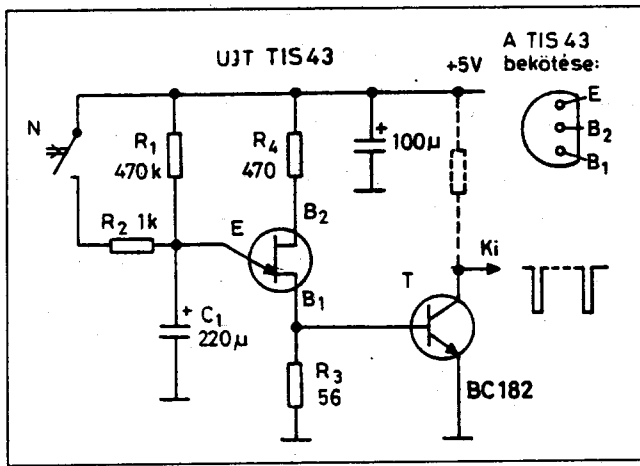 UJT TIS43
A TIS 43
bekötése:
+5V
E
B2
B1
N
R1
470k
R4
470
+
100µ
R2 1k
E
B2
B1
Ki
T
+
C1
220µ
R3
56
BC182